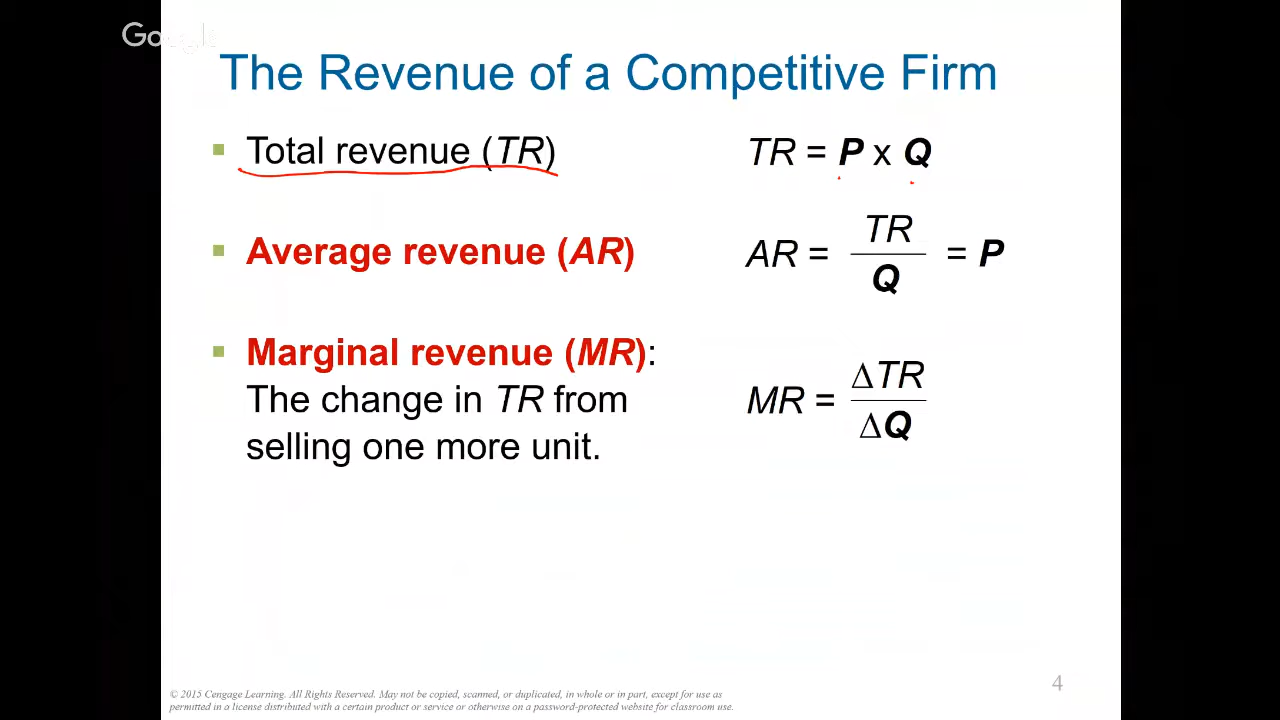 Google
The Revenue of a Competitive Firm
Total revenue (TR)
TR = P x Q
Average revenue (AR)
AR = TR / Q = P
Marginal revenue (MR):
The change in TR from
selling one more unit.
MR = ∆TR / ∆Q
© 2015 Cengage Learning. All Rights Reserved. May not be copied, scanned, or duplicated, in whole or in part, except for use as
permitted in a license distributed with a certain product or service or otherwise on a password-protected website for classroom use.
4